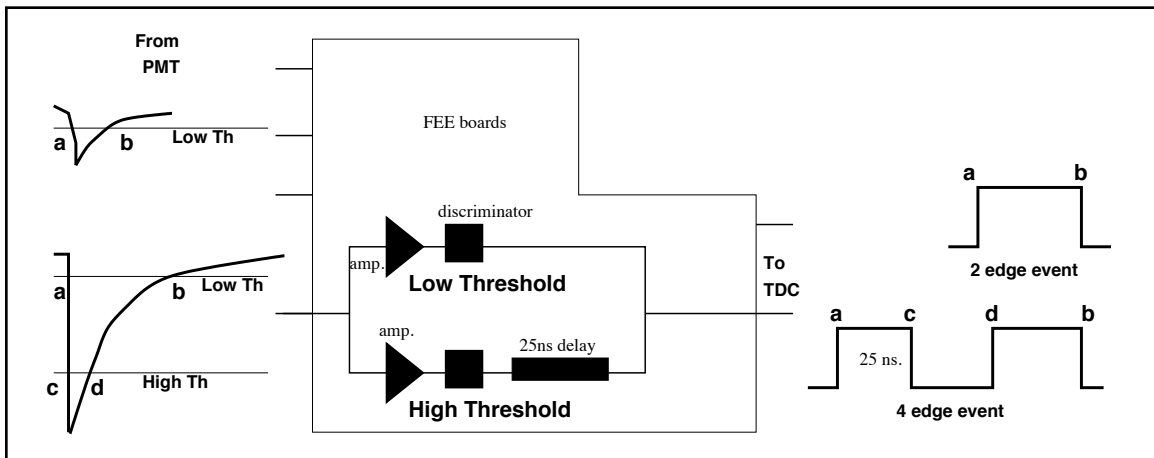 From
PMT
a
b
Low Th
FEE boards
a
b
2 edge event
discriminator
amp.
Low Threshold
To
TDC
a
b
Low Th
c
d
High Th
amp.
25ns delay
High Threshold
a
c
d
b
25 ns.
4 edge event